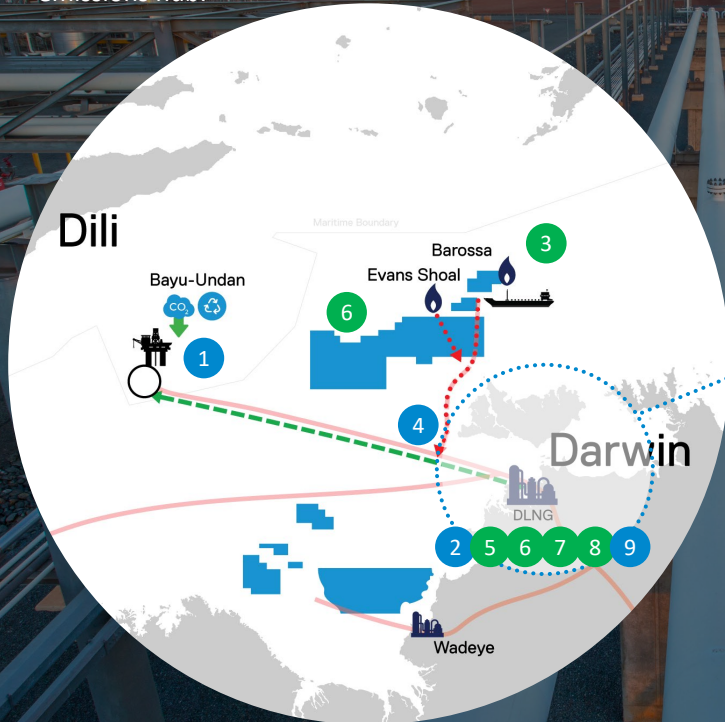 Maritime Boundary
Dili
Barossa
3
Evans Shoal
Bayu-Undan
CO₂
6
1
4
Darwin
DLNG
2 5 6 7 8 9
Wadeye